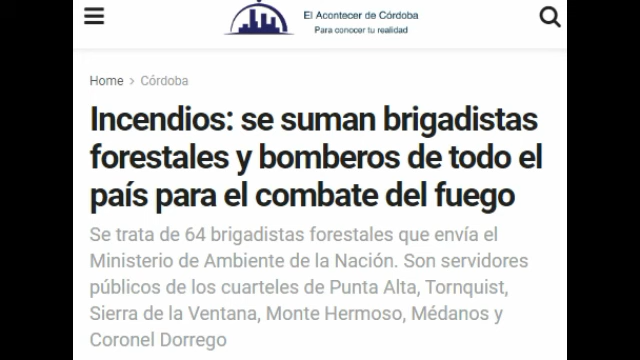 El Acontecer de Córdoba
Para conocer tu realidad
Home > Córdoba
Incendios: se suman brigadistas
forestales y bomberos de todo el
país para el combate del fuego
Se trata de 64 brigadistas forestales que envía el
Ministerio de Ambiente de la Nación. Son servidores
públicos de los cuarteles de Punta Alta, Tornquist,
Sierra de la Ventana, Monte Hermoso, Médanos y
Coronel Dorrego